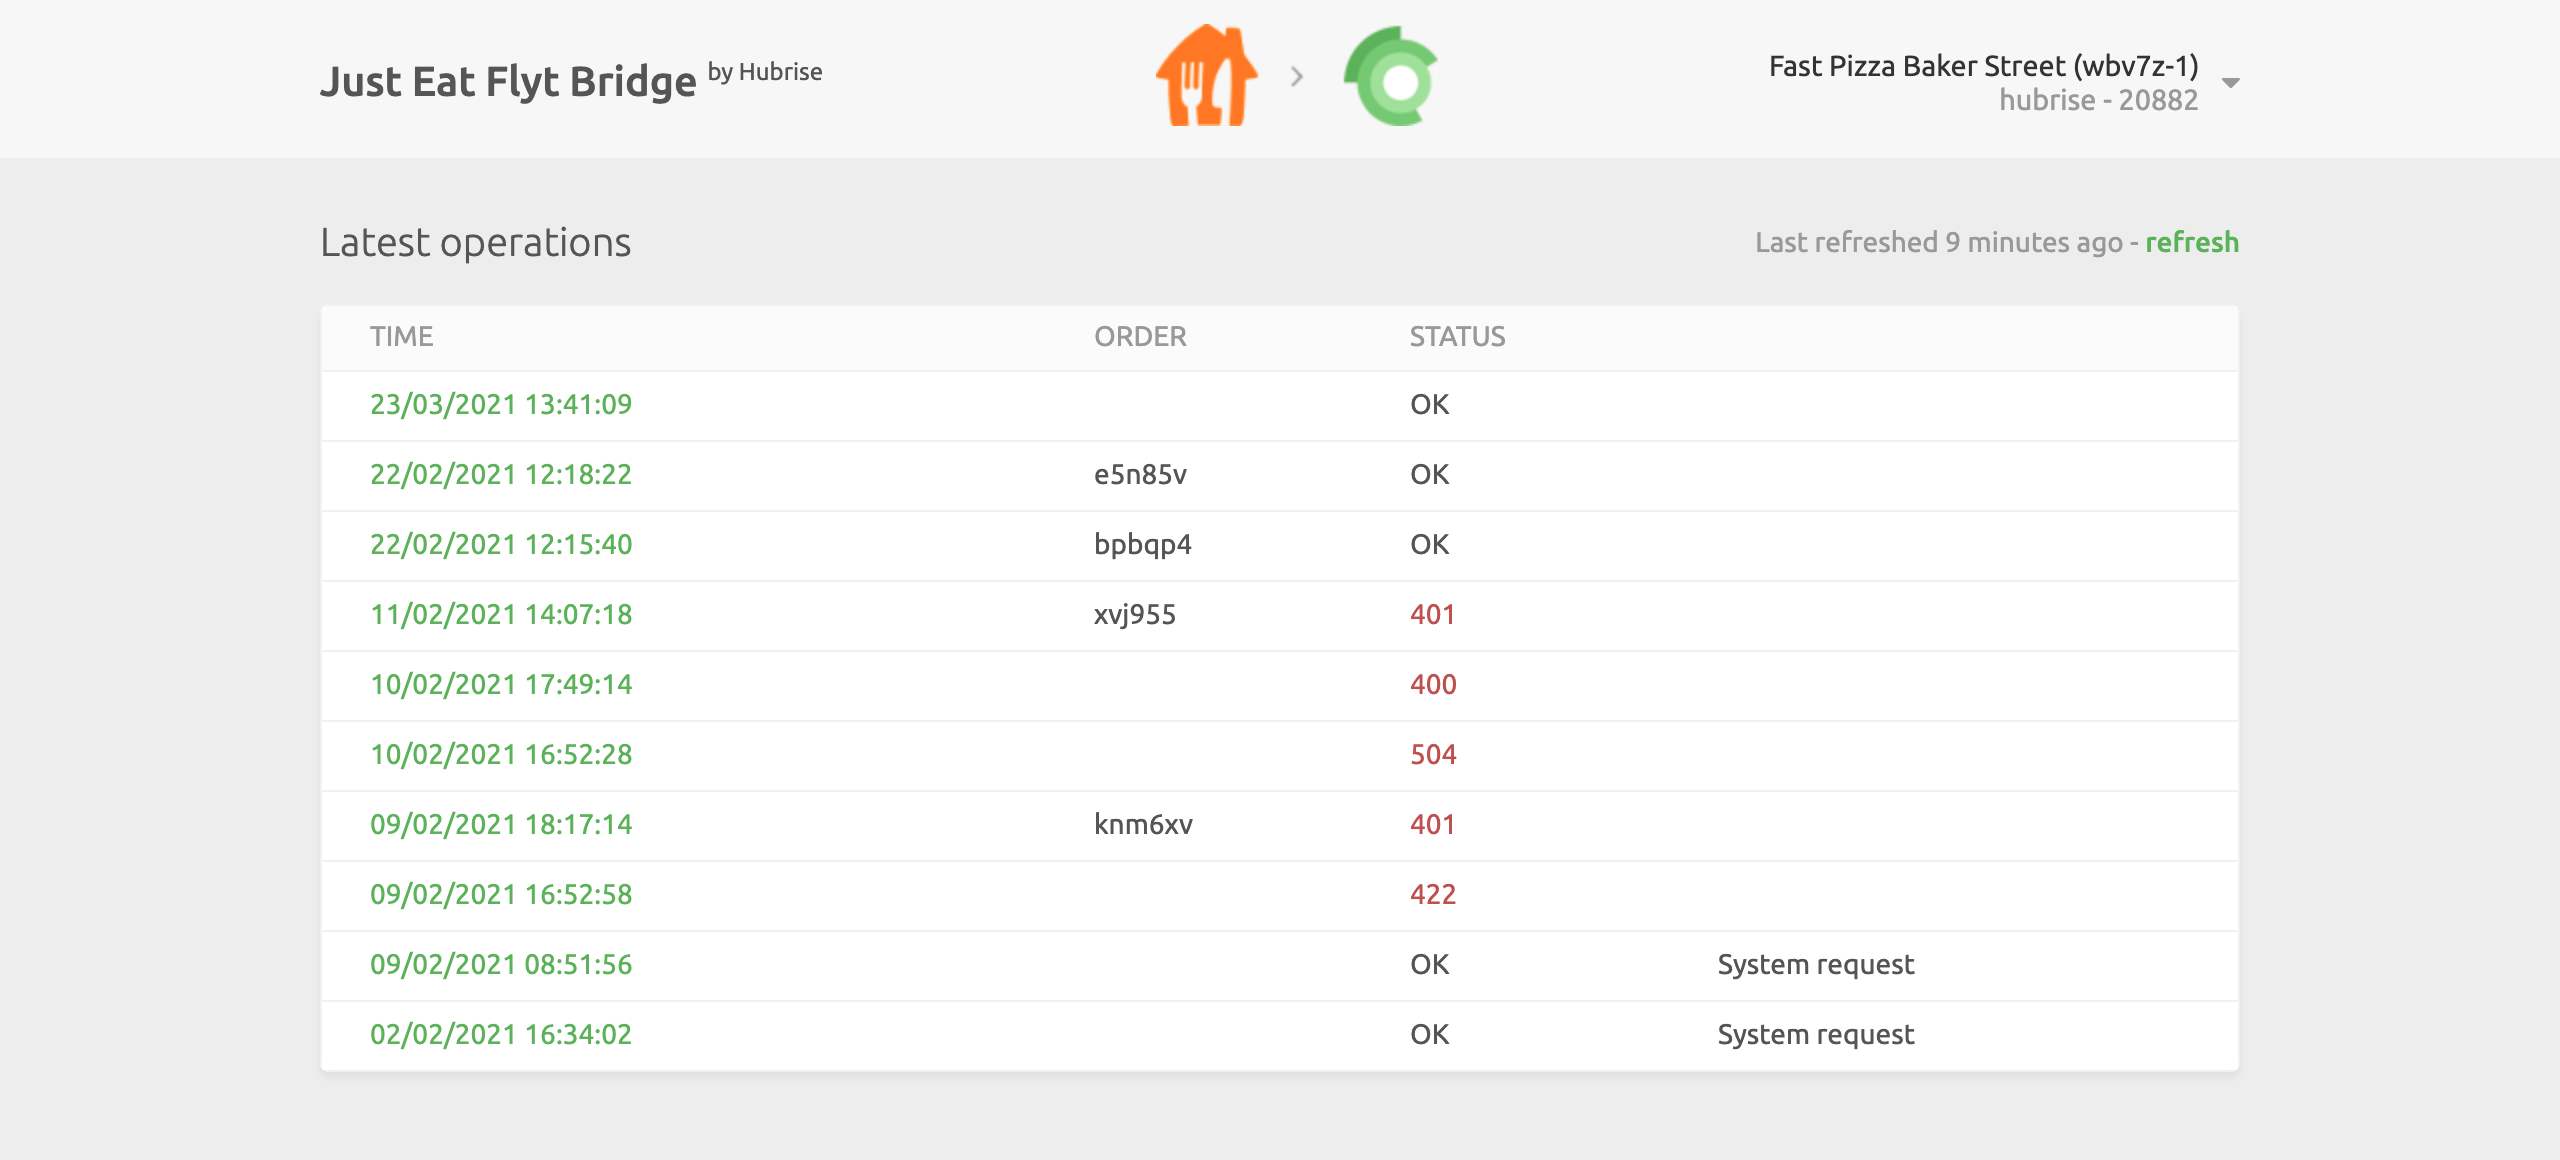 Just Eat Flyt Bridge by Hubrise
Fast Pizza Baker Street (wbv7z-1)
hubrise - 20882
Latest operations
Last refreshed 9 minutes ago - refresh
TIME ORDER STATUS
23/03/2021 13:41:09 OK
22/02/2021 12:18:22 e5n85v OK
22/02/2021 12:15:40 bpbqp4 OK
11/02/2021 14:07:18 xvj955 401
10/02/2021 17:49:14 400
10/02/2021 16:52:28 504
09/02/2021 18:17:14 knm6xv 401
09/02/2021 16:52:58 422
09/02/2021 08:51:56 OK System request
02/02/2021 16:34:02 OK System request